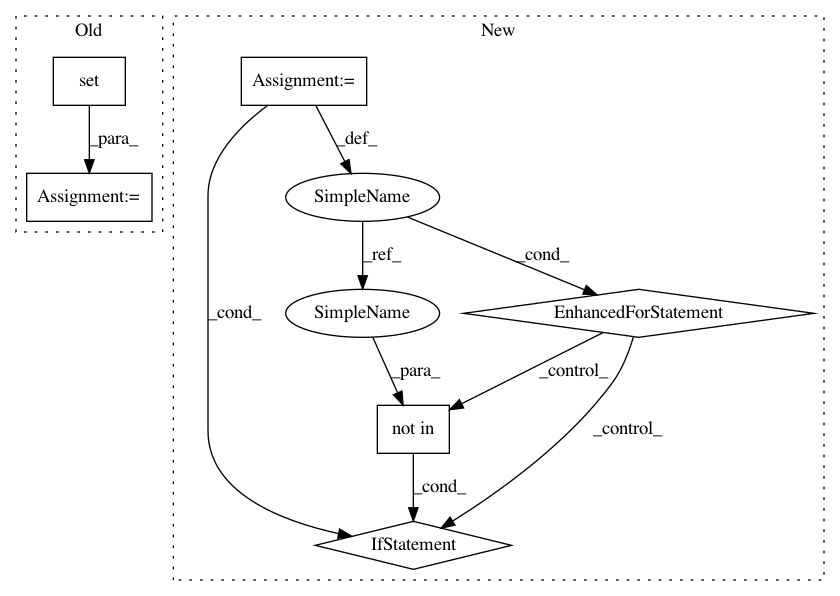 Old
New
set
Assignment:=
_para_
_def_
Assignment:=
SimpleName
_ref_
_cond_
_cond_
SimpleName
EnhancedForStatement
_para_
_control_
not in
_control_
_cond_
IfStatement